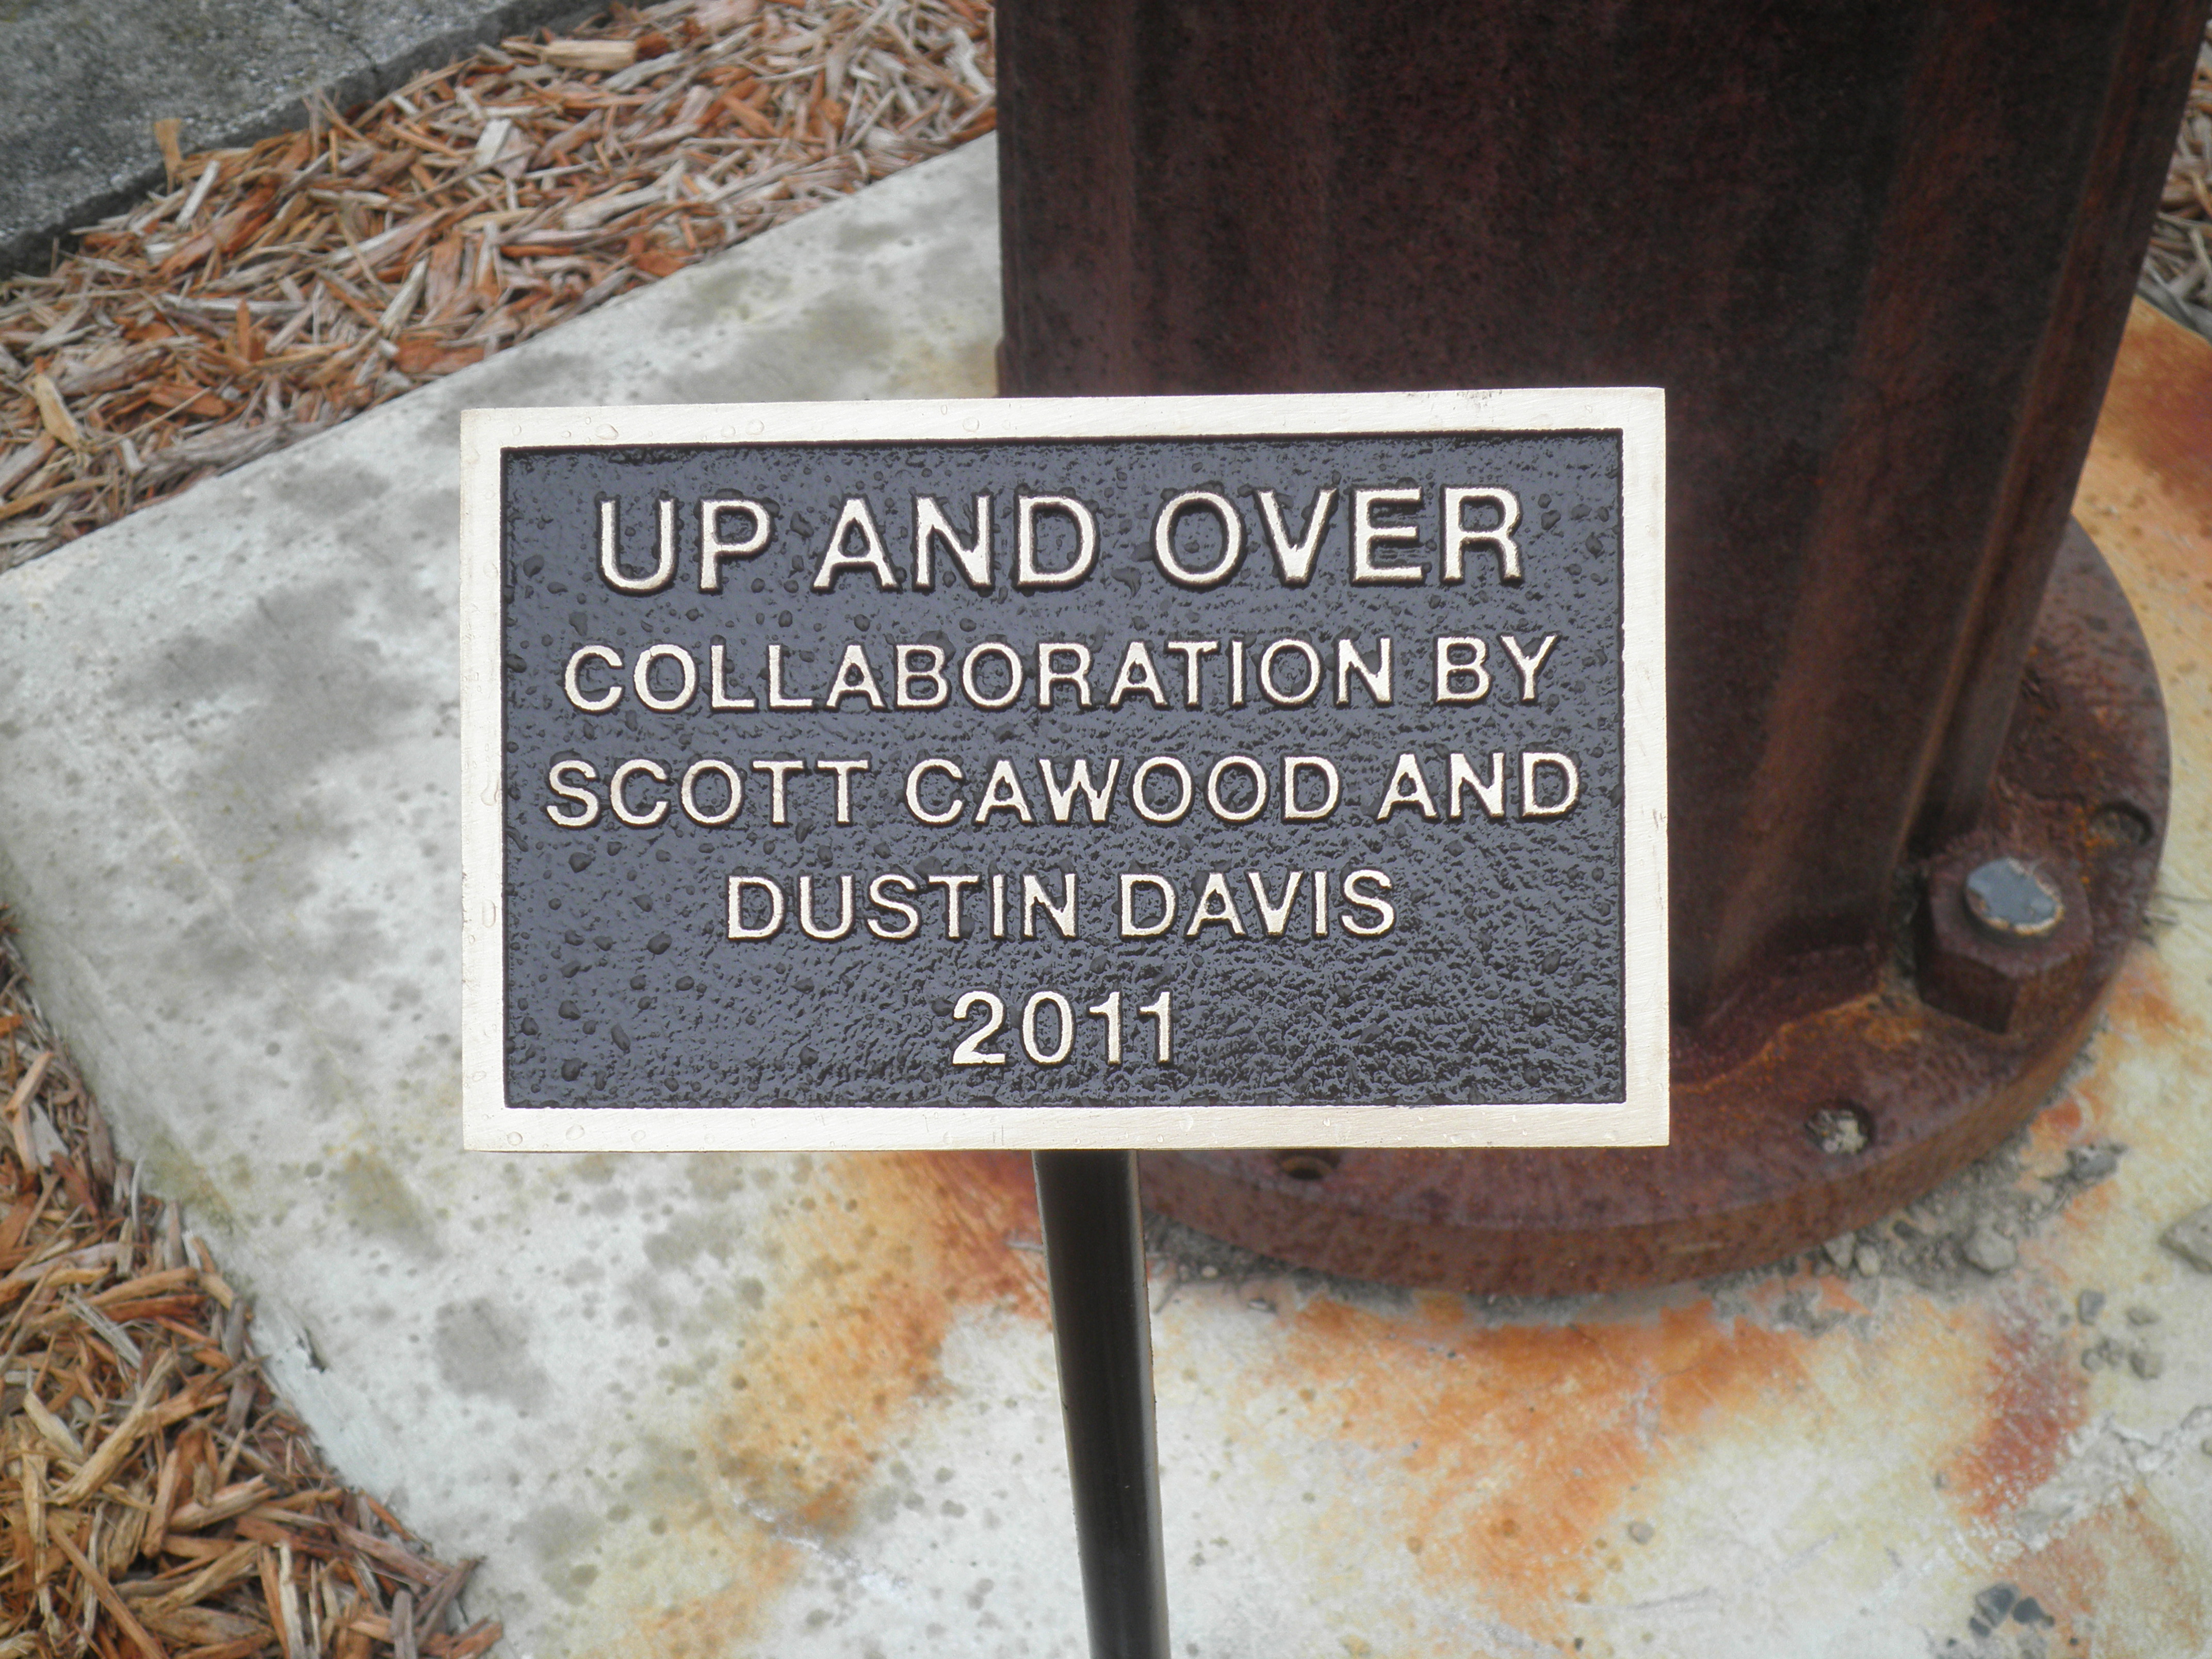 UP AND OVER
COLLABORATION BY
SCOTT CAWOOD AND
DUSTIN DAVIS
2011